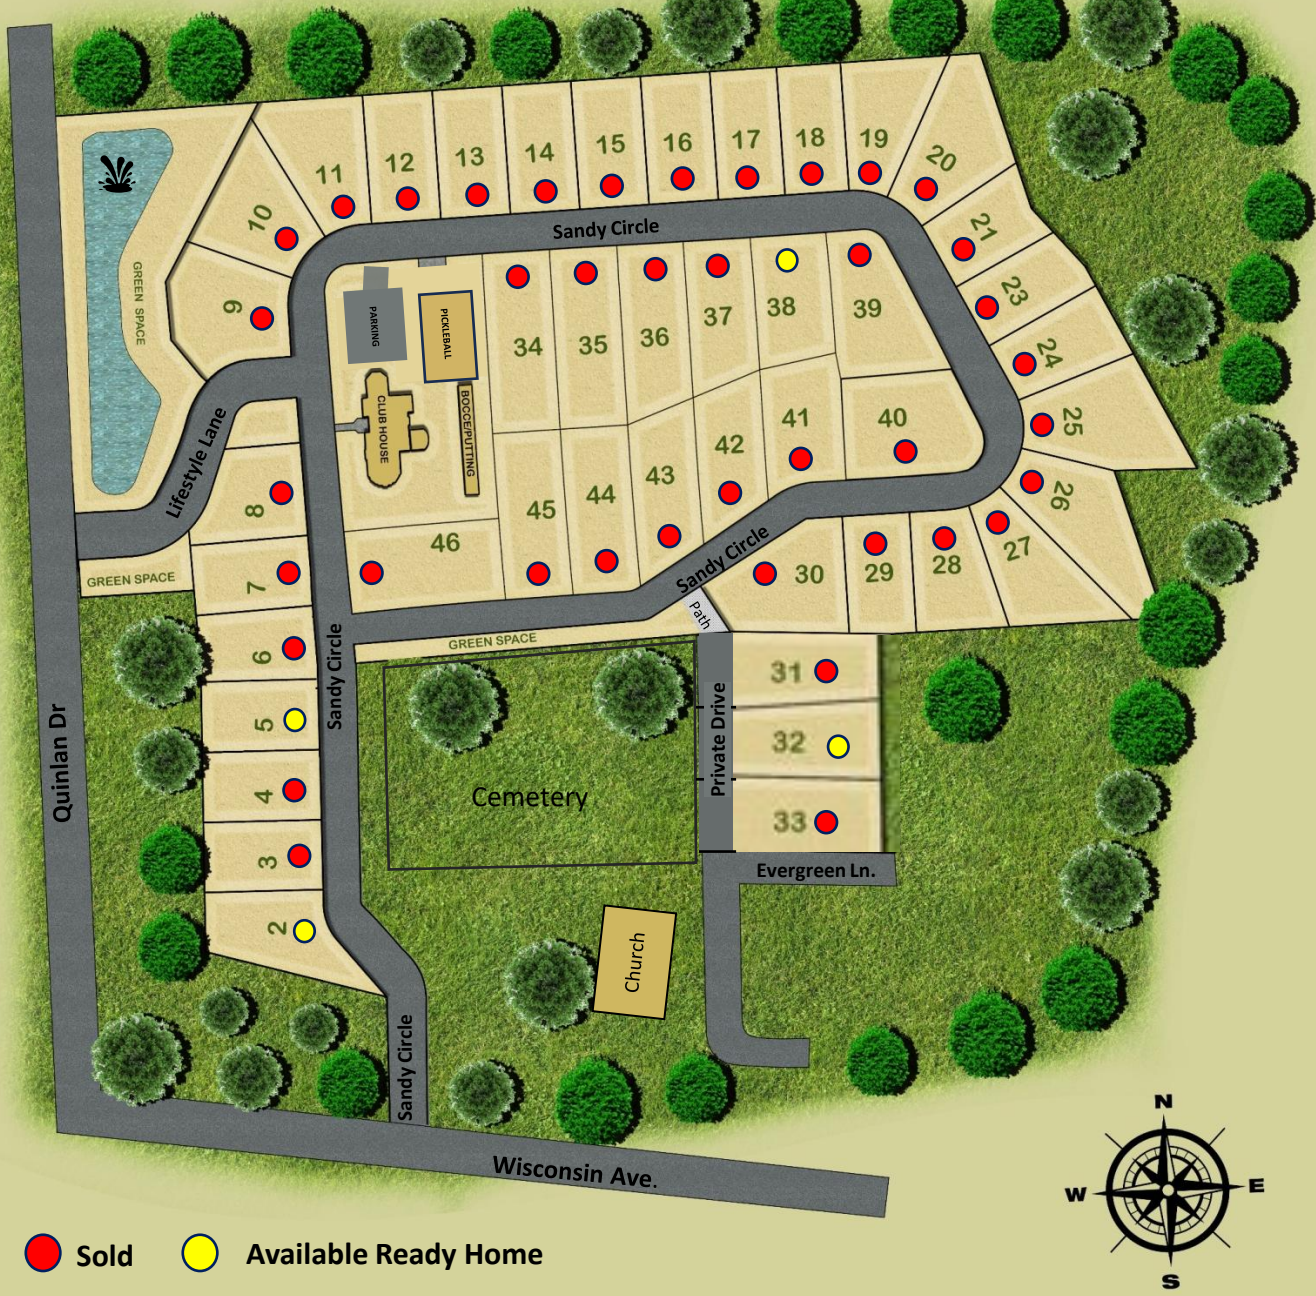 11
12
13
14
15
16
17
18
19
20
10
Sandy Circle
21
GREEN SPACE
9
PARKING
PICKLEBALL
34
35
36
37
38
39
23
24
CLUB HOUSE
BOCCE/PUTTING
Lifestyle Lane
40
41
42
43
44
45
25
26
8
46
GREEN SPACE
7
Sandy Circle
30
29
28
27
Path
GREEN SPACE
6
Sandy Circle
5
4
3
2
31
32
33
Private Drive
Quinlan Dr
Cemetery
Evergreen Ln.
Church
Sandy Circle
Wisconsin Ave.
N
W
E
S
Sold
Available Ready Home